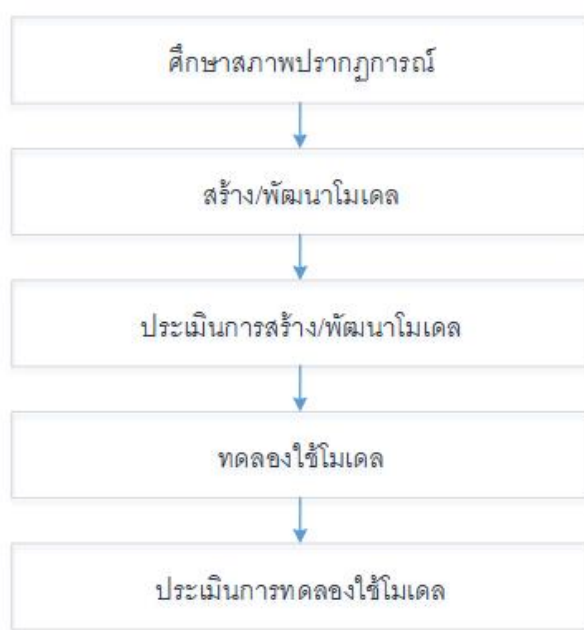 ศึกษาสภาพปรากฏการณ์
สร้าง/พัฒนาโมเดล
ประเมินการสร้าง/พัฒนาโมเดล
ทดลองใช้โมเดล
ประเมินการทดลองใช้โมเดล